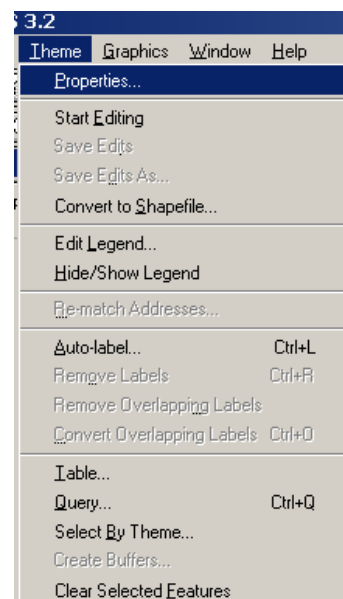 S 3.2
Theme Graphics Window Help
Properties...
Start Editing
Save Edits
Save Edits As...
Convert to Shapefile...
Edit Legend...
Hide/Show Legend
Re-match Addresses...
Auto-label... Ctrl+L
Remove Labels Ctrl+R
Remove Overlapping Labels
Convert Overlapping Labels Ctrl+O
Table...
Query... Ctrl+Q
Select By Theme...
Create Buffers...
Clear Selected Features